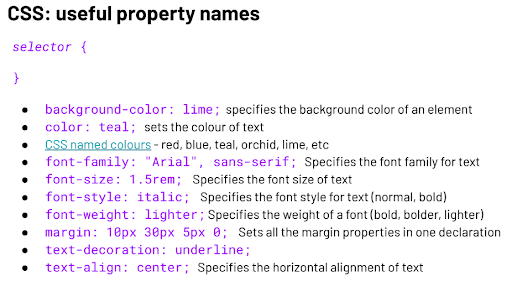 CSS: useful property names
selector {
}
● background-color: lime; specifies the background color of an element
● color: teal; sets the colour of text
● CSS named colours - red, blue, teal, orchid, lime, etc
● font-family: "Arial", sans-serif; Specifies the font family for text
● font-size: 1.5rem; Specifies the font size of text
● font-style: italic; Specifies the font style for text (normal, bold)
● font-weight: lighter; Specifies the weight of a font (bold, bolder, lighter)
● margin: 10px 30px 5px 0; Sets all the margin properties in one declaration
● text-decoration: underline;
● text-align: center; Specifies the horizontal alignment of text